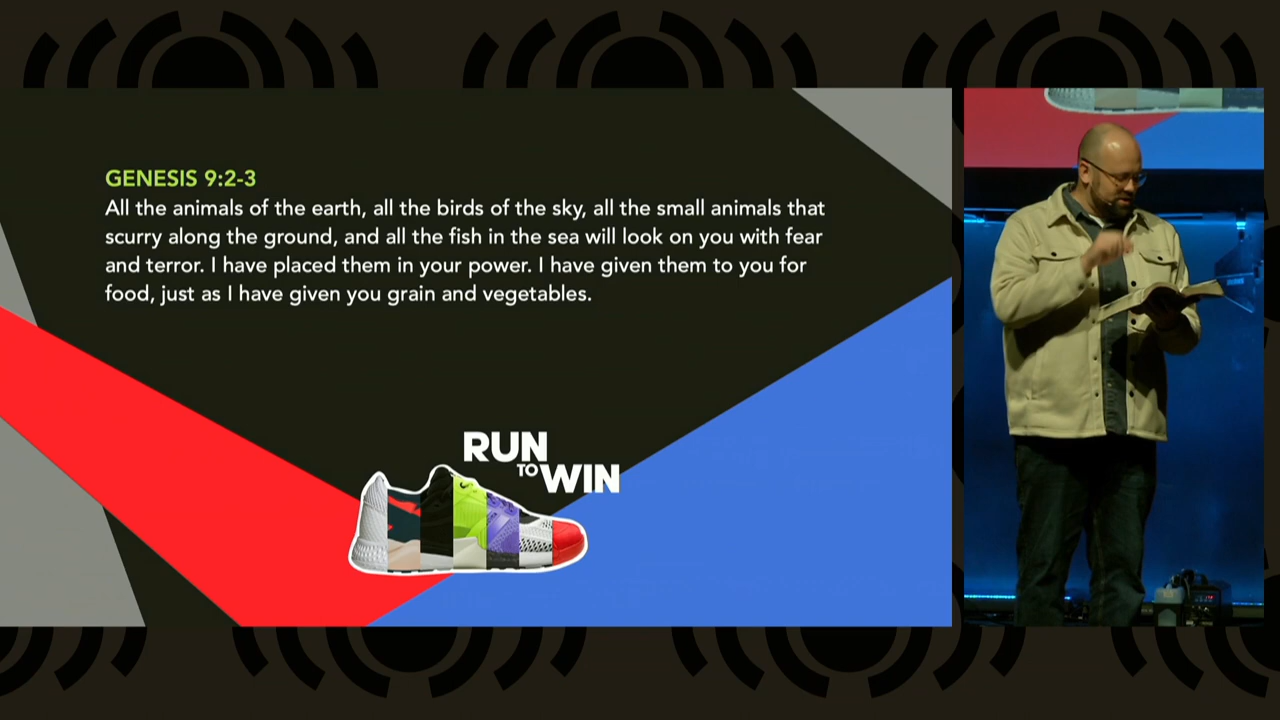 GENESIS 9:2-3
All the animals of the earth, all the birds of the sky, all the small animals that
scurry along the ground, and all the fish in the sea will look on you with fear
and terror. I have placed them in your power. I have given them to you for
food, just as I have given you grain and vegetables.
RUN
TO WIN